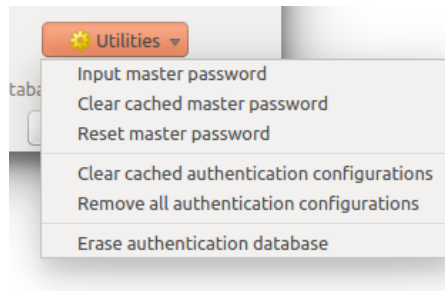 Utilities
Input master password
Clear cached master password
Reset master password
Clear cached authentication configurations
Remove all authentication configurations
Erase authentication database